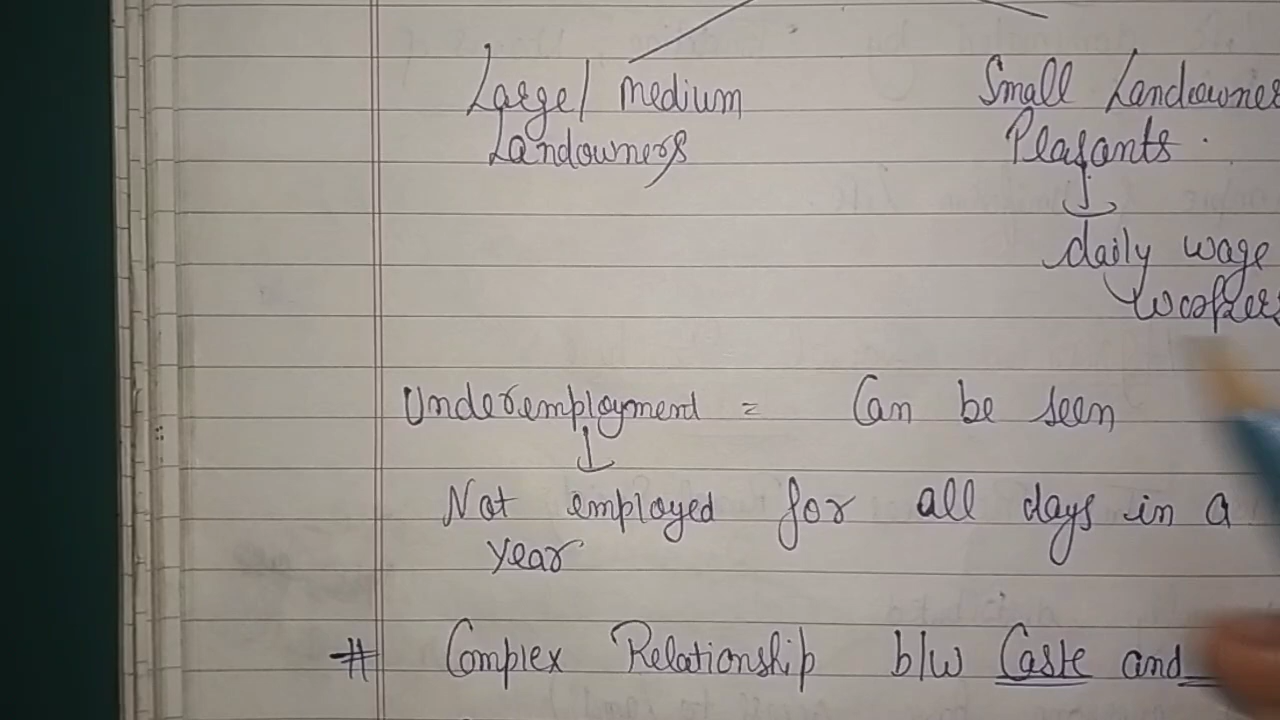 Large/ medium Small Landowner
Landowners Peasants.
daily wage
workers
Underemployment = Can be seen
Not employed for all days in a
year
# Complex Relationship b/w Caste and